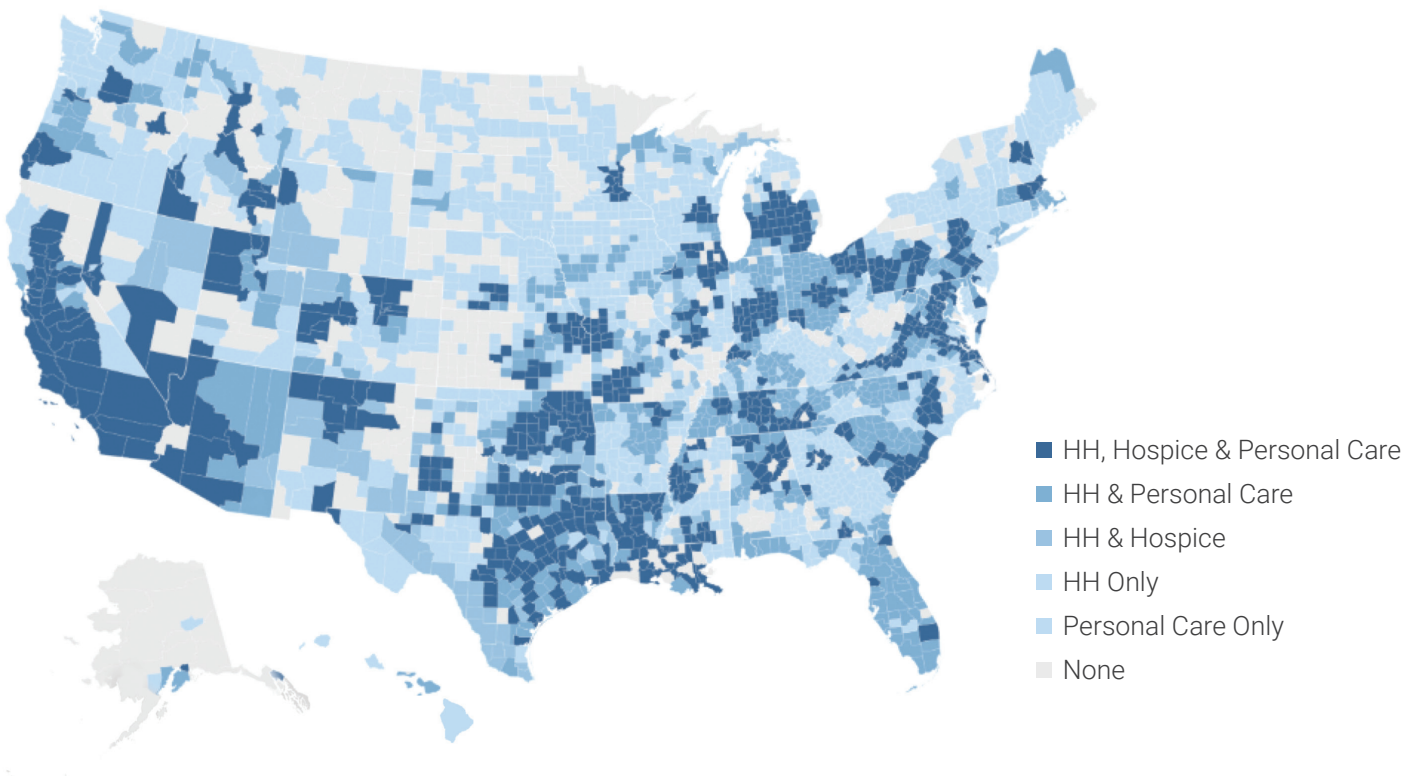 HH, Hospice & Personal Care
HH & Personal Care
HH & Hospice
HH Only
Personal Care Only
None